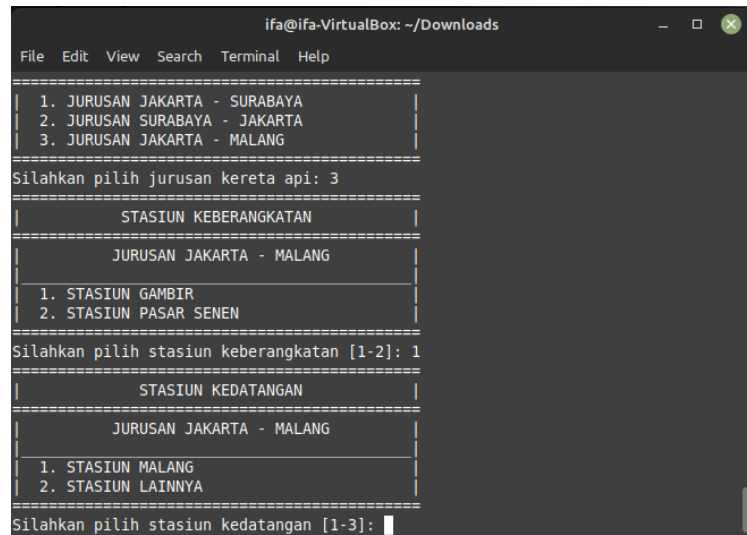 ifa@ifa-VirtualBox: ~/Downloads
File Edit View Search Terminal Help
=============================================
| 1. JURUSAN JAKARTA - SURABAYA |
| 2. JURUSAN SURABAYA - JAKARTA |
| 3. JURUSAN JAKARTA - MALANG |
=============================================
Silahkan pilih jurusan kereta api: 3
=============================================
| STASIUN KEBERANGKATAN |
=============================================
| JURUSAN JAKARTA - MALANG |
|___________________________________________|
| 1. STASIUN GAMBIR |
| 2. STASIUN PASAR SENEN |
=============================================
Silahkan pilih stasiun keberangkatan [1-2]: 1
=============================================
| STASIUN KEDATANGAN |
=============================================
| JURUSAN JAKARTA - MALANG |
|___________________________________________|
| 1. STASIUN MALANG |
| 2. STASIUN LAINNYA |
=============================================
Silahkan pilih stasiun kedatangan [1-3]: